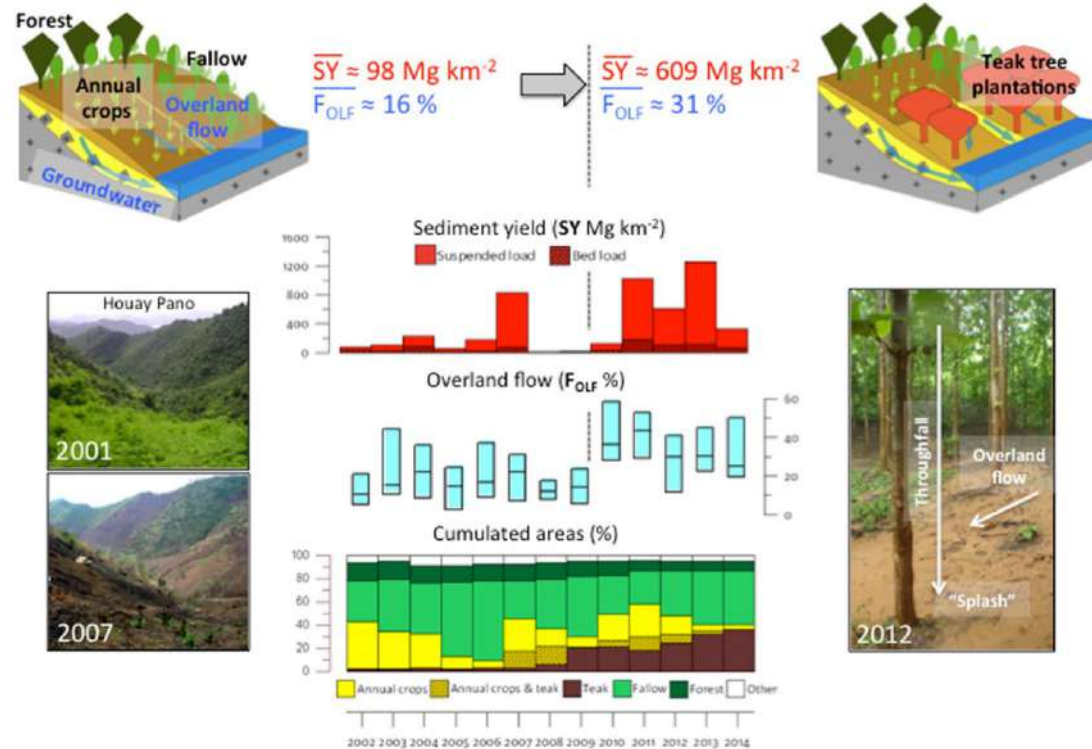 Forest
Fallow
Annual
crops
Overland
flow
Groundwater
SY ≈ 98 Mg km⁻²
F_OLF ≈ 16 %
SY ≈ 609 Mg km⁻²
F_OLF ≈ 31 %
Teak tree
plantations
Sediment yield (SY Mg km⁻²)
1600
1200
800
400
0
Suspended load
Bed load
Houay Pano
2001
2007
Overland flow (F_OLF %)
60
40
20
0
Throughfall
Overland
flow
"Splash"
2012
Cumulated areas (%)
100
80
60
40
20
0
Annual crops
Annual crops & teak
Teak
Fallow
Forest
Other
2002 2003 2004 2005 2006 2007 2008 2009 2010 2011 2012 2013 2014